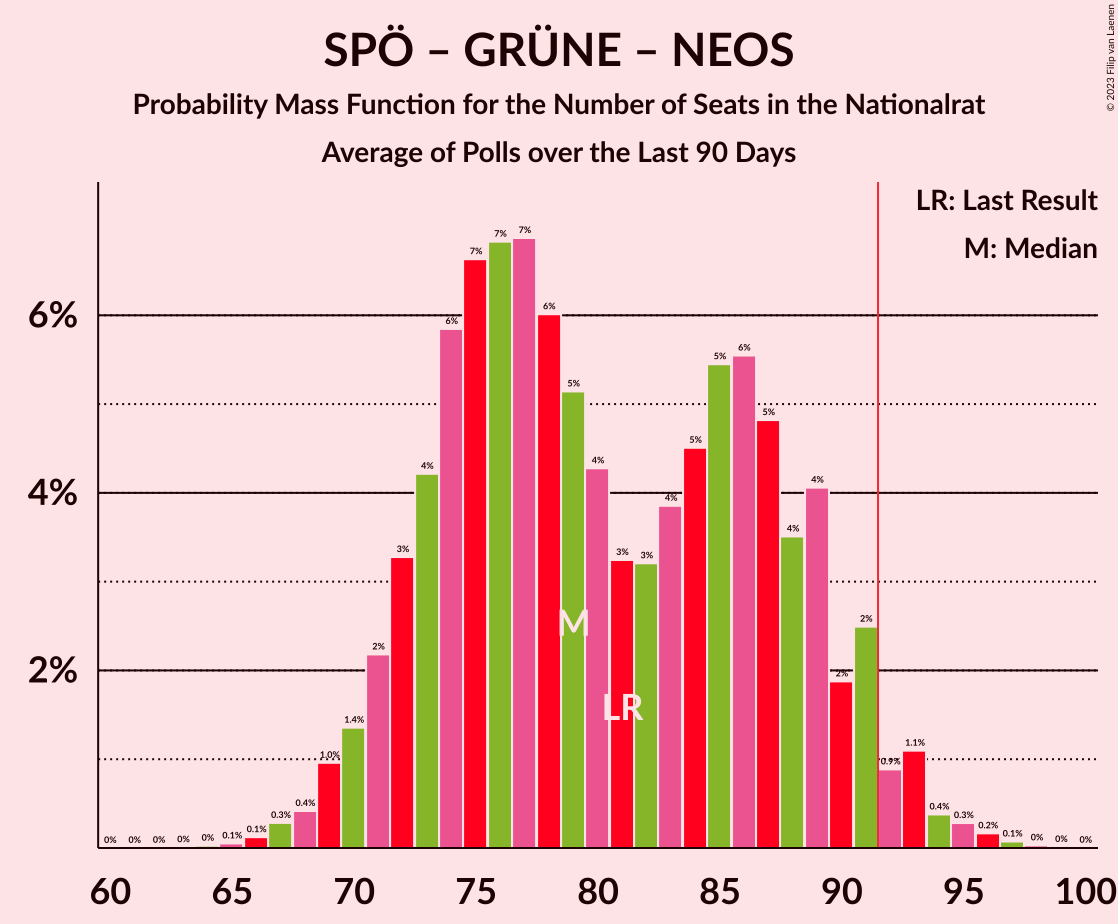 SPÖ – GRÜNE – NEOS
Probability Mass Function for the Number of Seats in the Nationalrat
Average of Polls over the Last 90 Days
© 2023 Filip van Laenen
LR: Last Result
M: Median
6%
4%
2%
0% 0% 0% 0% 0% 0.1% 0.1% 0.3% 0.4% 1.0% 1.4% 2% 3% 4% 6% 7% 7% 7% 6% 5% 4% 3% 3% 4% 5% 5% 6% 5% 4% 4% 2% 2% 0.9% 1.1% 0.4% 0.3% 0.2% 0.1% 0% 0% 0%
M
LR
60 65 70 75 80 85 90 95 100